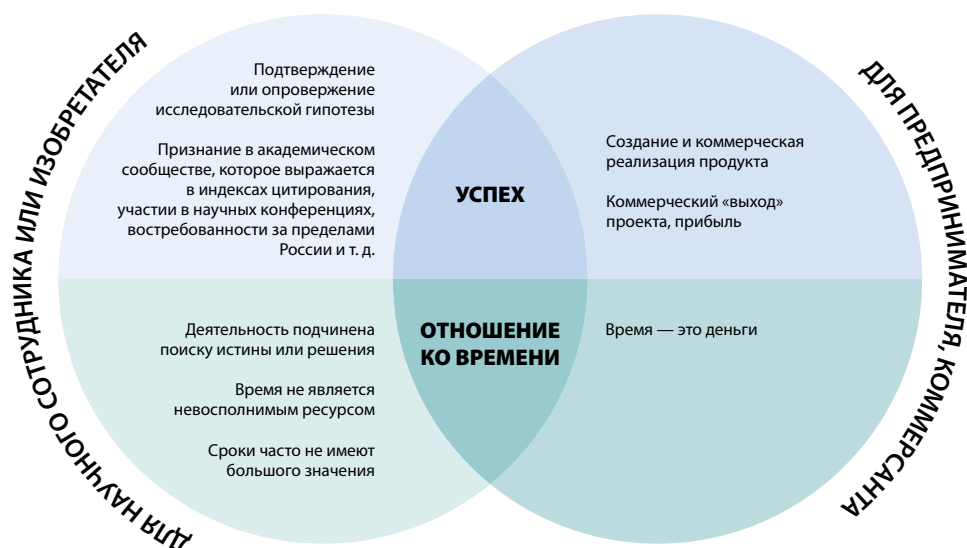 ДЛЯ НАУЧНОГО СОТРУДНИКА ИЛИ ИЗОБРЕТАТЕЛЯ
Подтверждение
или опровержение
исследовательской гипотезы
Признание в академическом
сообществе, которое выражается
в индексах цитирования,
участии в научных конференциях,
востребованности за пределами
России и т. д.
УСПЕХ
Создание и коммерческая
реализация продукта
Коммерческий «выход»
проекта, прибыль
ДЛЯ ПРЕДПРИНИМАТЕЛЯ, КОММЕРСАНТА
Деятельность подчинена
поиску истины или решения
Время не является
невосполнимым ресурсом
Сроки часто не имеют
большого значения
ОТНОШЕНИЕ
КО ВРЕМЕНИ
Время — это деньги